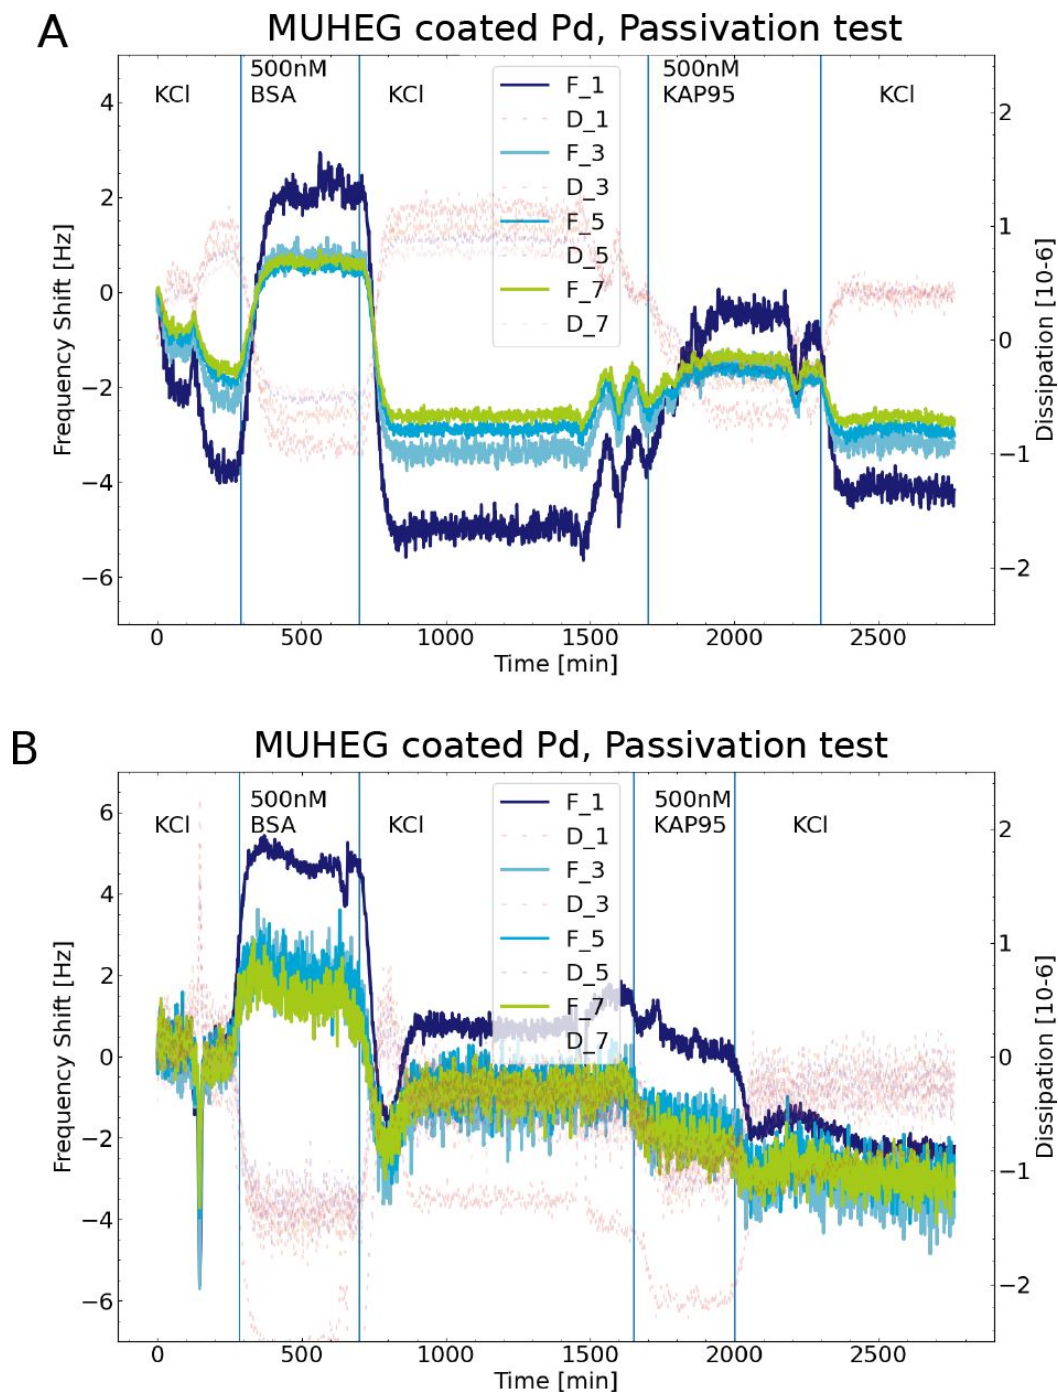 A
MUHEG coated Pd, Passivation test
KCl
500nM
BSA
KCl
500nM
KAP95
KCl
F_1
D_1
F_3
D_3
F_5
D_5
F_7
D_7
4
2
0
−2
−4
−6
Frequency Shift [Hz]
2
1
0
−1
−2
Dissipation [10-6]
0
500
1000
1500
2000
2500
Time [min]
B
MUHEG coated Pd, Passivation test
KCl
500nM
BSA
KCl
500nM
KAP95
KCl
F_1
D_1
F_3
D_3
F_5
D_5
F_7
D_7
6
4
2
0
−2
−4
−6
Frequency Shift [Hz]
2
1
0
−1
−2
Dissipation [10-6]
0
500
1000
1500
2000
2500
Time [min]